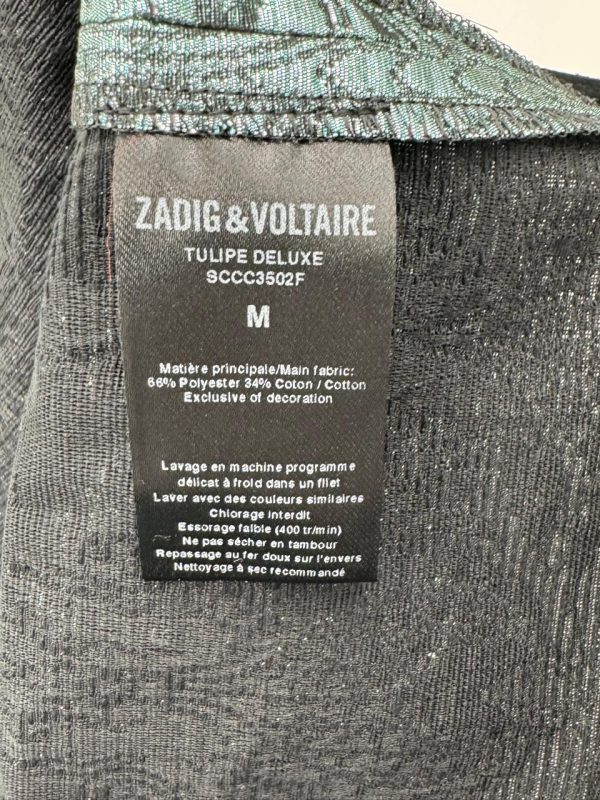 ZADIG&VOLTAIRE
TULIPE DELUXE
SCCC3502F
M
Matière principale/Main fabric:
66% Polyester 34% Coton / Cotton
Exclusive of decoration
Lavage en machine programme
délicat à froid dans un filet
Laver avec des couleurs similaires
Chlorage interdit
Essorage faible (400 tr/min)
Ne pas sécher en tambour
Repassage au fer doux sur l'envers
Nettoyage à sec recommandé